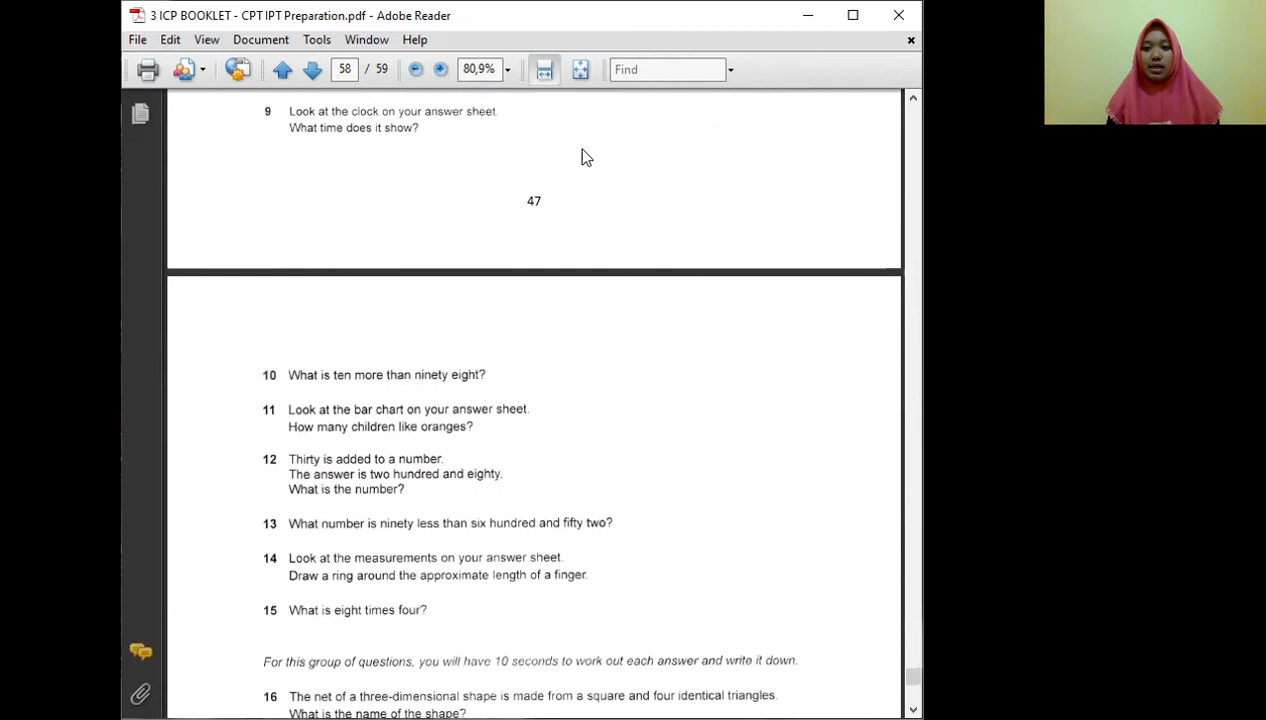 3 ICP BOOKLET - CPT IPT Preparation.pdf - Adobe Reader
File Edit View Document Tools Window Help
58 / 59 80,9% Find
9 Look at the clock on your answer sheet.
What time does it show?
47
10 What is ten more than ninety eight?
11 Look at the bar chart on your answer sheet.
How many children like oranges?
12 Thirty is added to a number.
The answer is two hundred and eighty.
What is the number?
13 What number is ninety less than six hundred and fifty two?
14 Look at the measurements on your answer sheet.
Draw a ring around the approximate length of a finger.
15 What is eight times four?
For this group of questions, you will have 10 seconds to work out each answer and write it down.
16 The net of a three-dimensional shape is made from a square and four identical triangles.
What is the name of the shape?